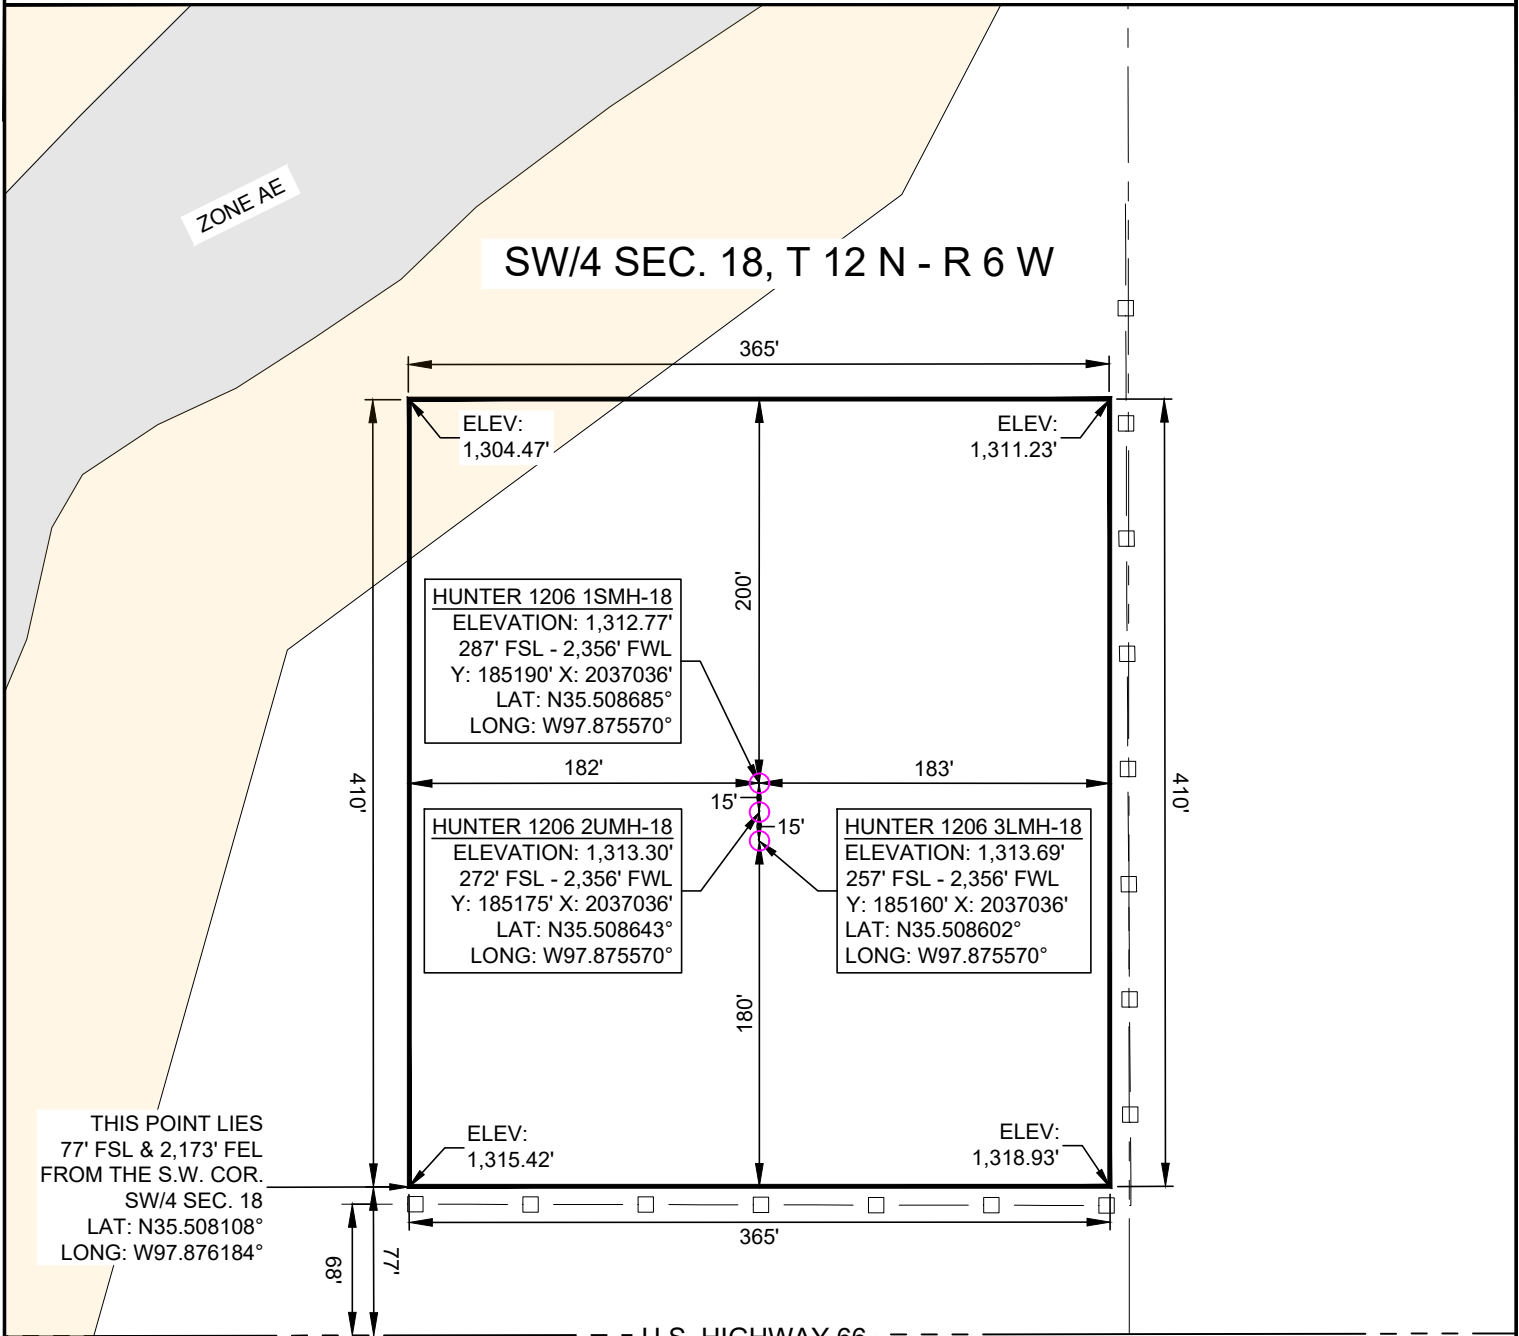 ZONE AE
SW/4 SEC. 18, T 12 N - R 6 W
365'
ELEV:
1,304.47'
ELEV:
1,311.23'
200'
HUNTER 1206 1SMH-18
ELEVATION: 1,312.77'
287' FSL - 2,356' FWL
Y: 185190' X: 2037036'
LAT: N35.508685°
LONG: W97.875570°
410'
182'
183'
410'
15'
15'
HUNTER 1206 2UMH-18
ELEVATION: 1,313.30'
272' FSL - 2,356' FWL
Y: 185175' X: 2037036'
LAT: N35.508643°
LONG: W97.875570°
HUNTER 1206 3LMH-18
ELEVATION: 1,313.69'
257' FSL - 2,356' FWL
Y: 185160' X: 2037036'
LAT: N35.508602°
LONG: W97.875570°
180'
THIS POINT LIES
77' FSL & 2,173' FEL
FROM THE S.W. COR.
SW/4 SEC. 18
LAT: N35.508108°
LONG: W97.876184°
ELEV:
1,315.42'
ELEV:
1,318.93'
365'
68'
77'
U.S. HIGHWAY 66